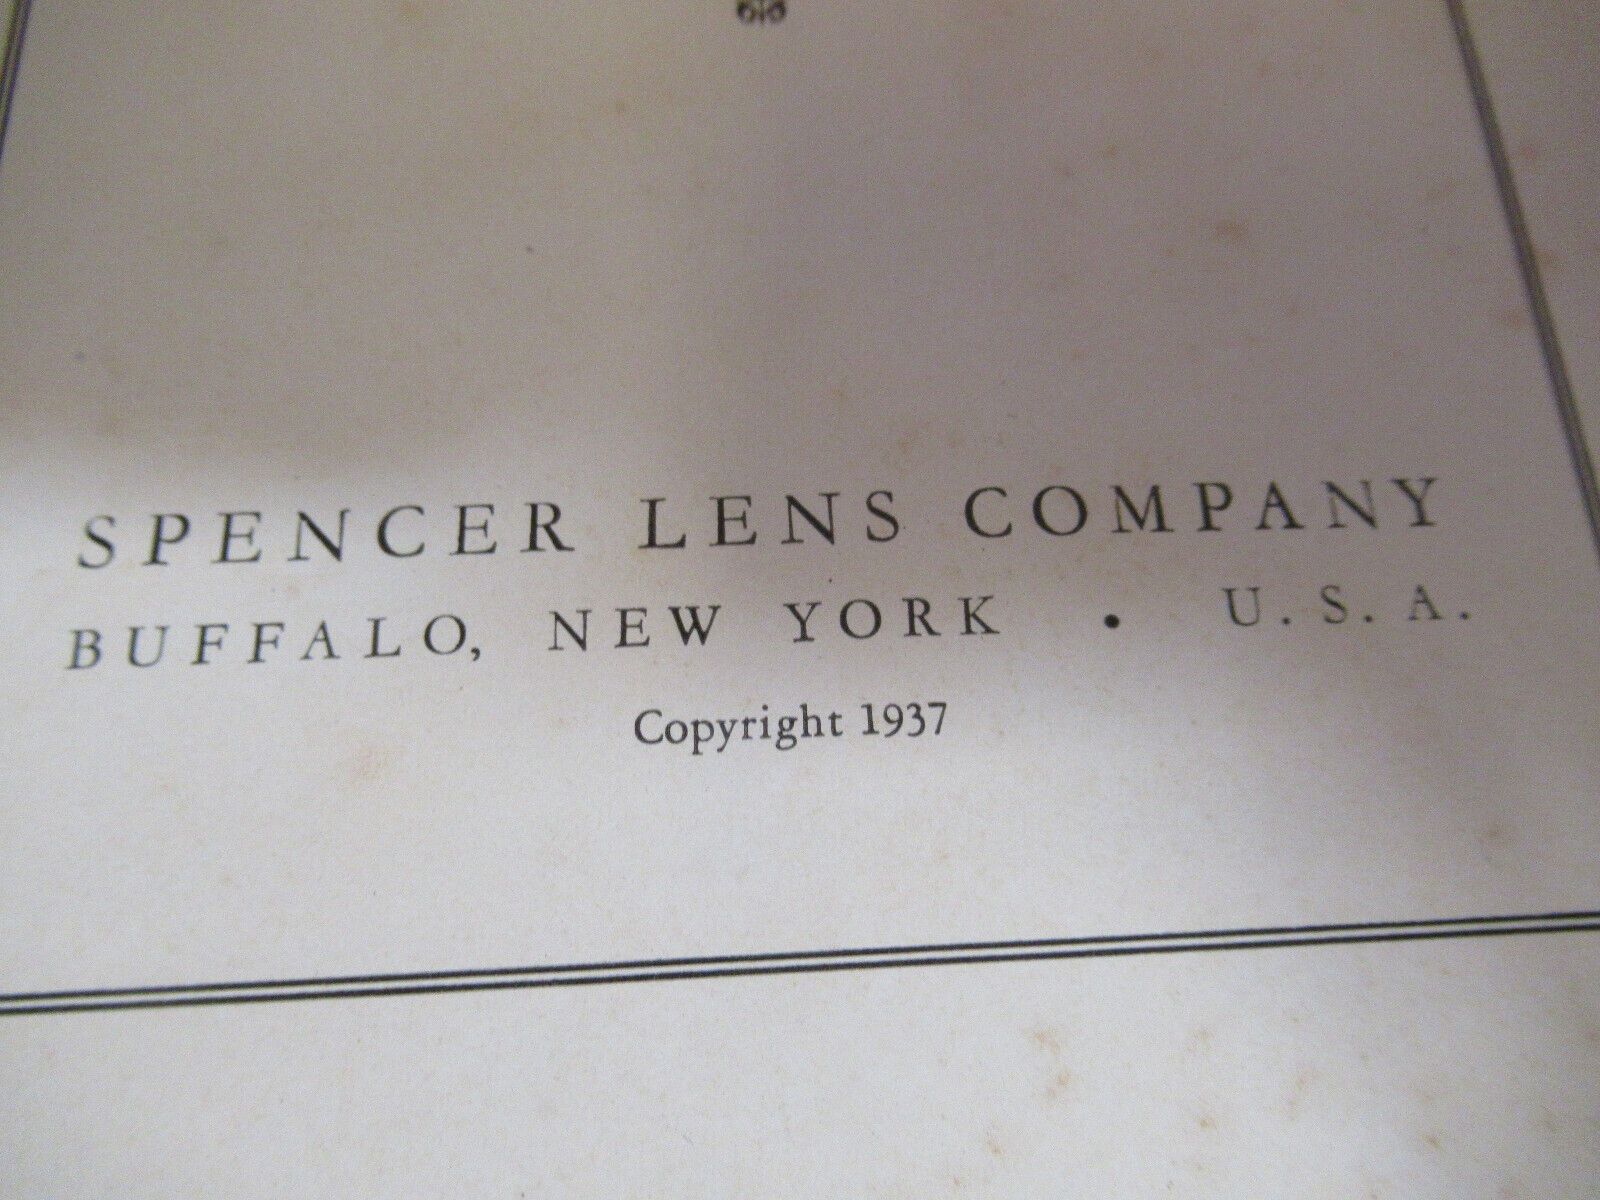 SPENCER LENS COMPANY
BUFFALO, NEW YORK • U. S. A.
Copyright 1937